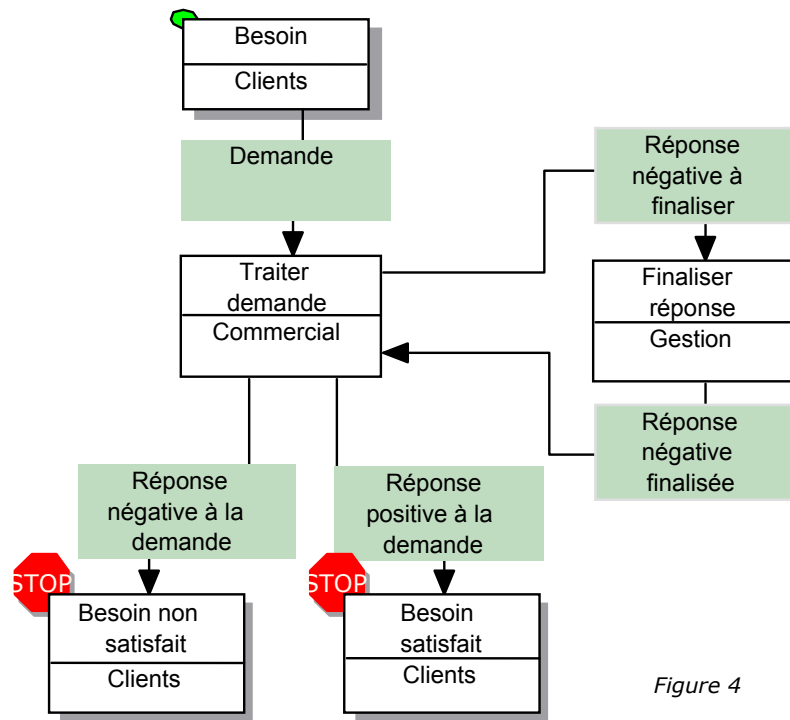 Besoin
Clients
Demande
Réponse
négative à
finaliser
Traiter
demande
Commercial
Finaliser
réponse
Gestion
Réponse
négative
finalisée
Réponse
négative à la
demande
Réponse
positive à la
demande
STOP
STOP
Besoin non
satisfait
Clients
Besoin
satisfait
Clients
Figure 4